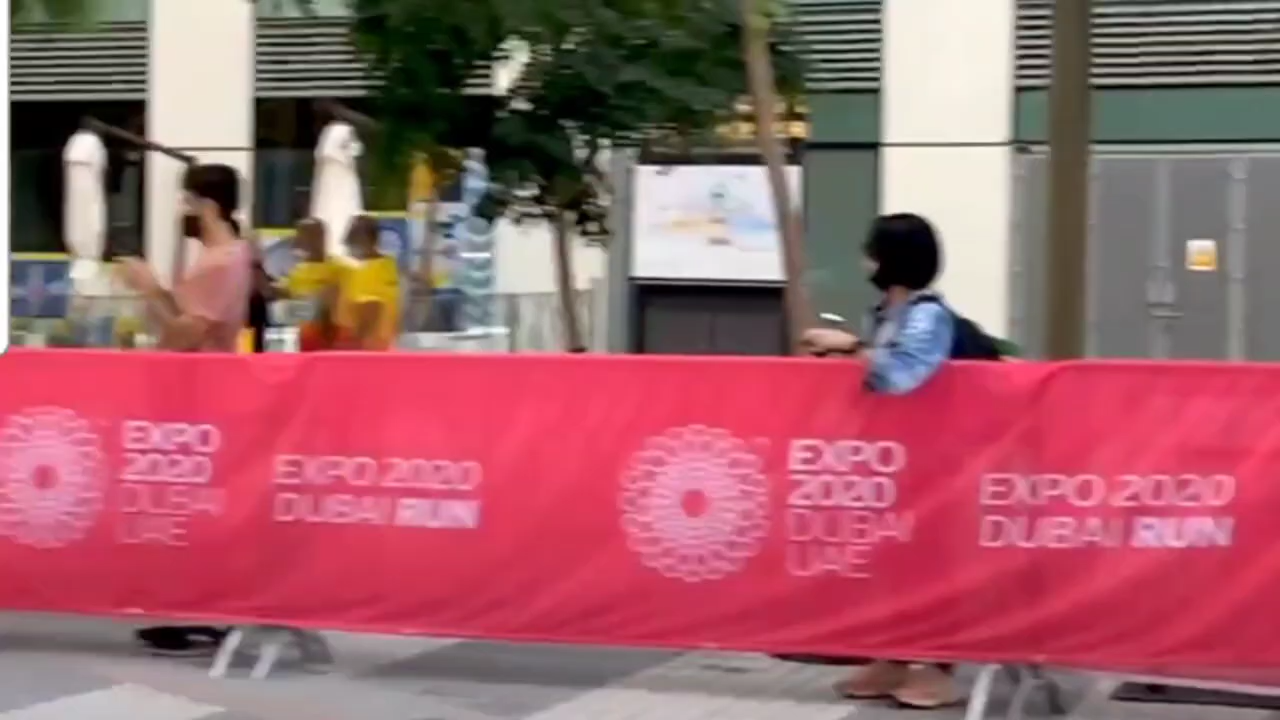 EXPO
2020
DUBAI
UAE
EXPO 2020
DUBAI RUN
EXPO
2020
DUBAI
UAE
EXPO 2020
DUBAI RUN